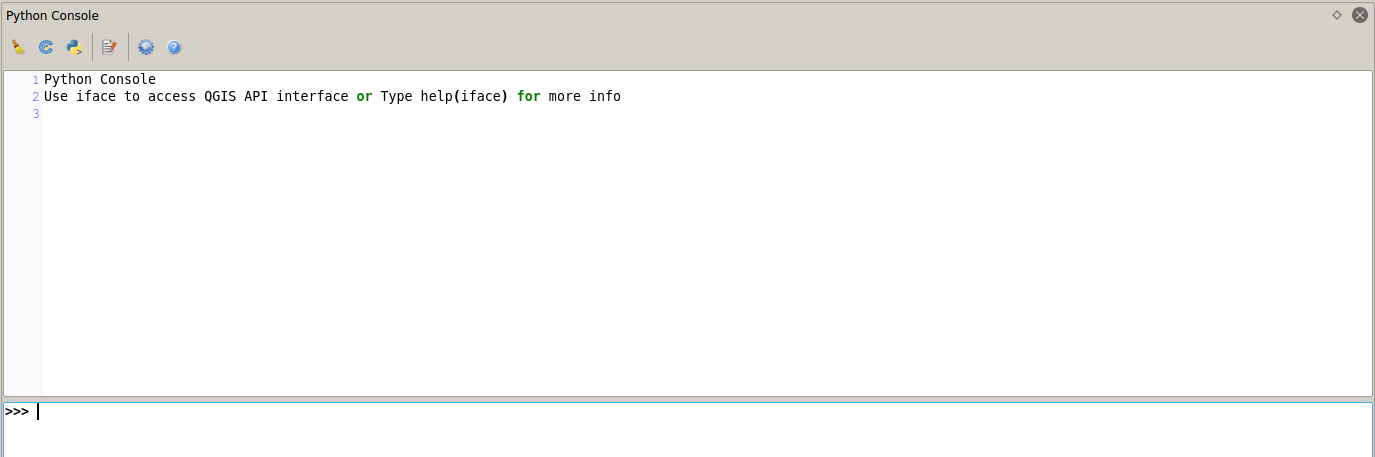 Python Console
1 Python Console
2 Use iface to access QGIS API interface or Type help(iface) for more info
3
>>>